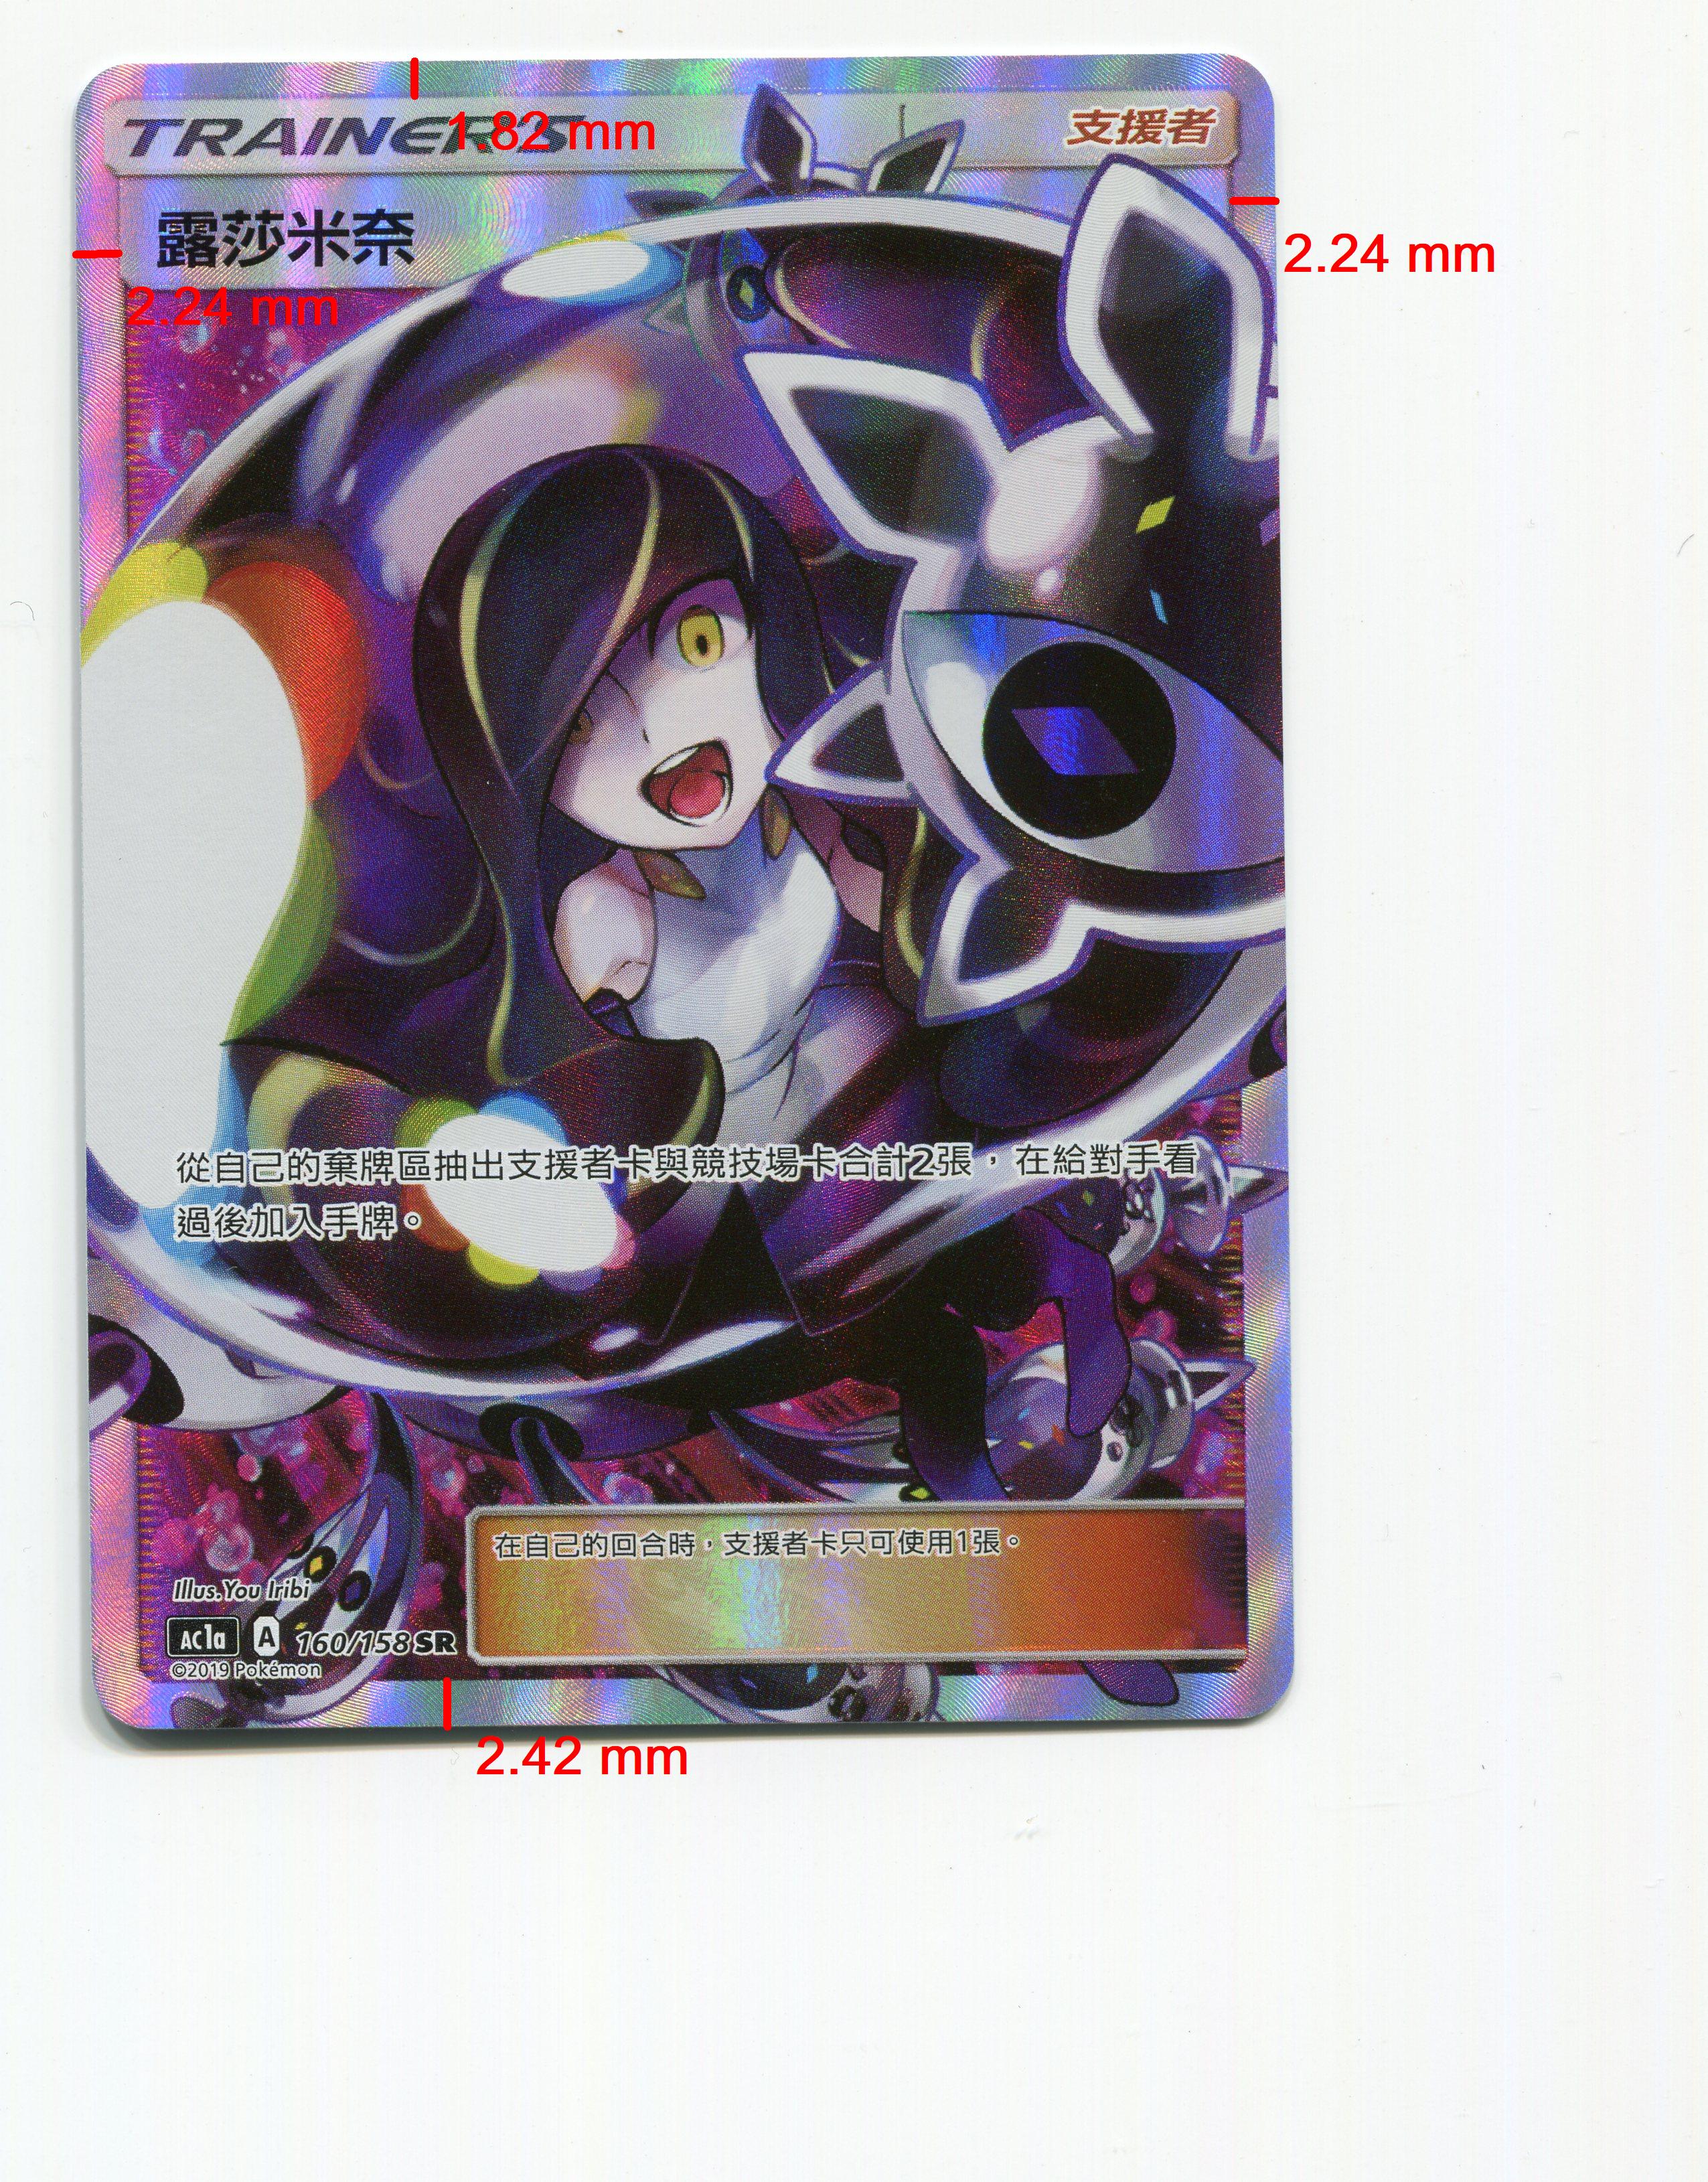 TRAINERS
1.82 mm
支援者
露莎米奈
2.24 mm
2.24 mm
從自己的棄牌區抽出支援者卡與競技場卡合計2張，在給對手看
過後加入手牌。
在自己的回合時，支援者卡只可使用1張。
Illus.You Iribi
AC1a A 160/158 SR
©2019 Pokémon
2.42 mm